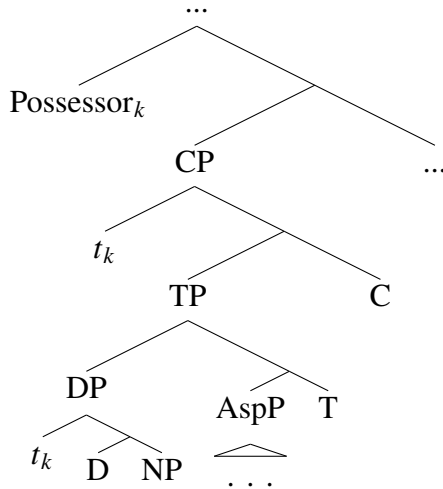 ...
Possessor_k
CP ...
t_k
TP C
DP AspP T
t_k D NP . . .